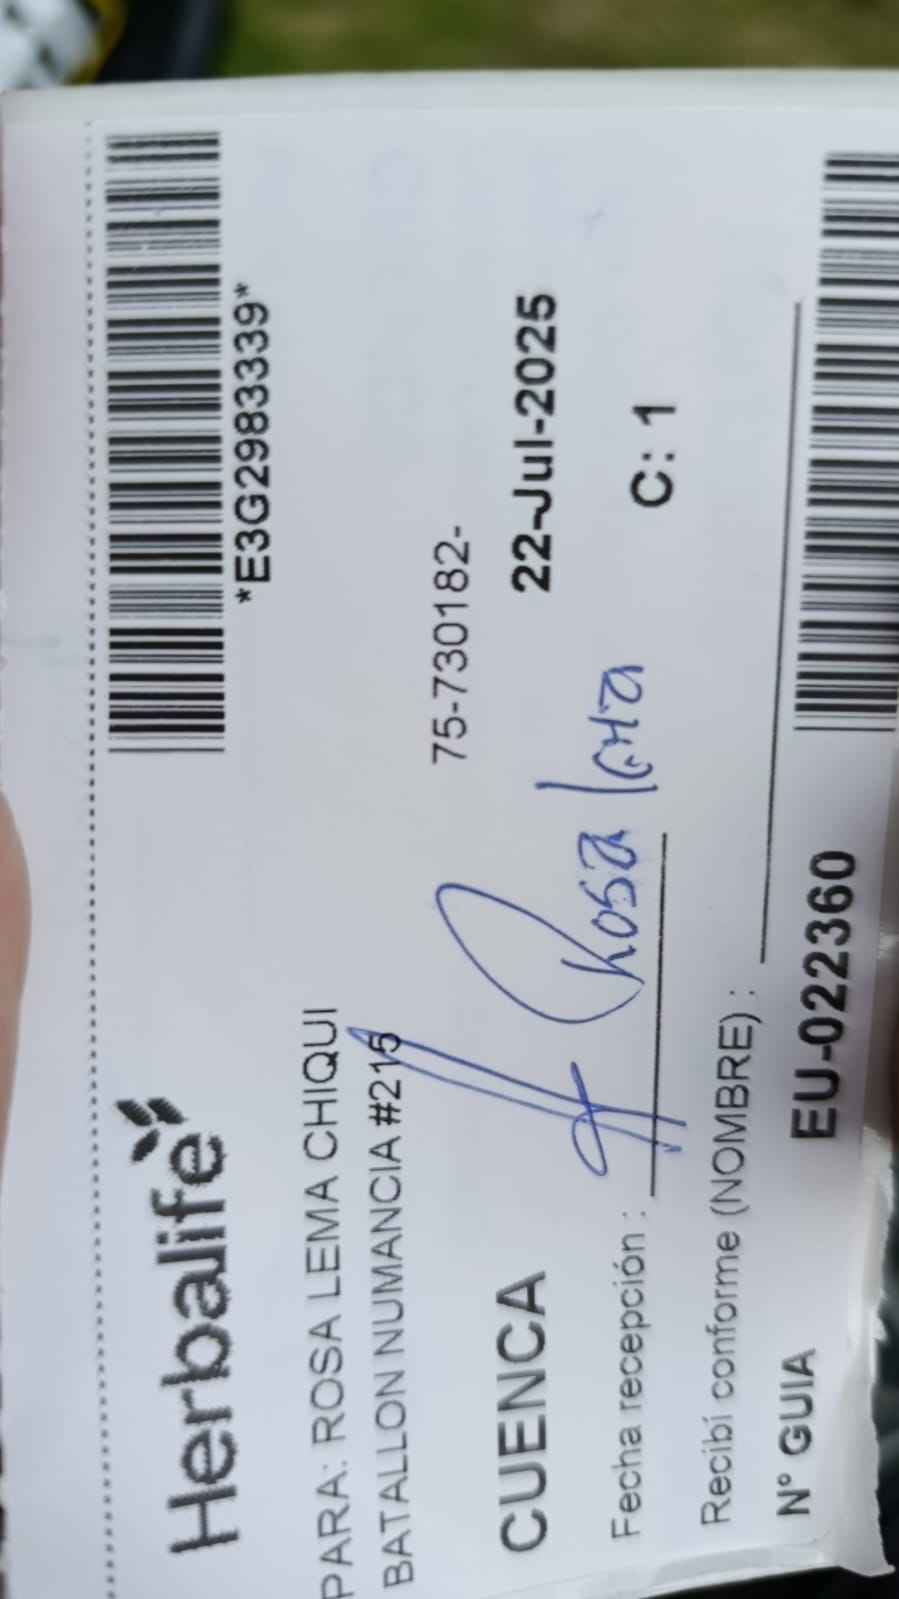 Herbalife
*E3G2983339*
PARA: ROSA LEMA CHIQUI
BATALLON NUMANCIA #215
75-730182-
CUENCA
22-Jul-2025
Rosa lema
Fecha recepción :
C: 1
Recibí conforme (NOMBRE) :
N° GUIA
EU-022360